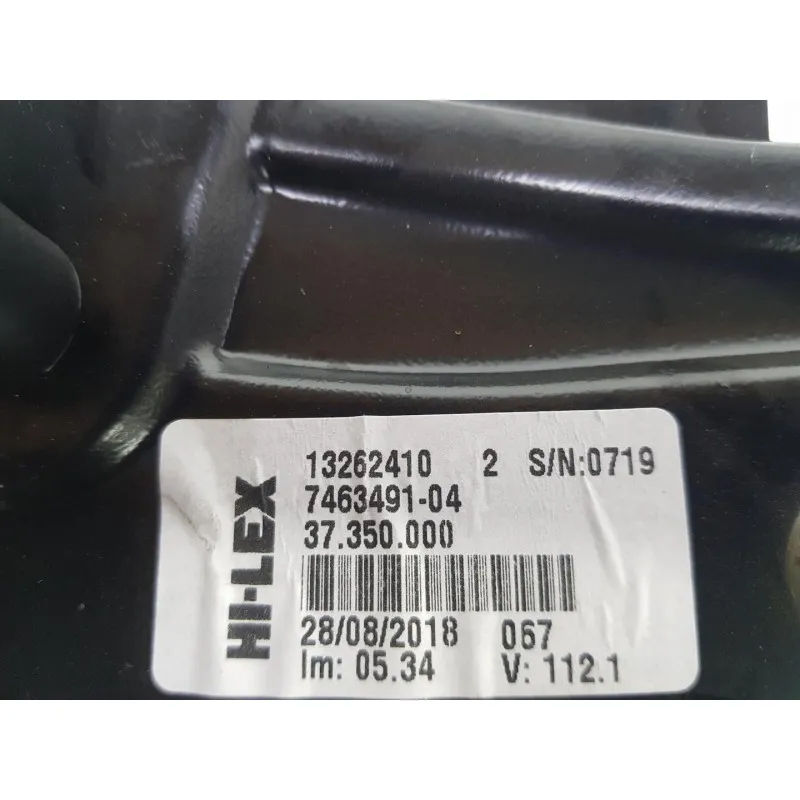 HI-LEX
13262410 2 S/N:0719
7463491-04
37.350.000
28/08/2018 067
Im: 05.34 V: 112.1